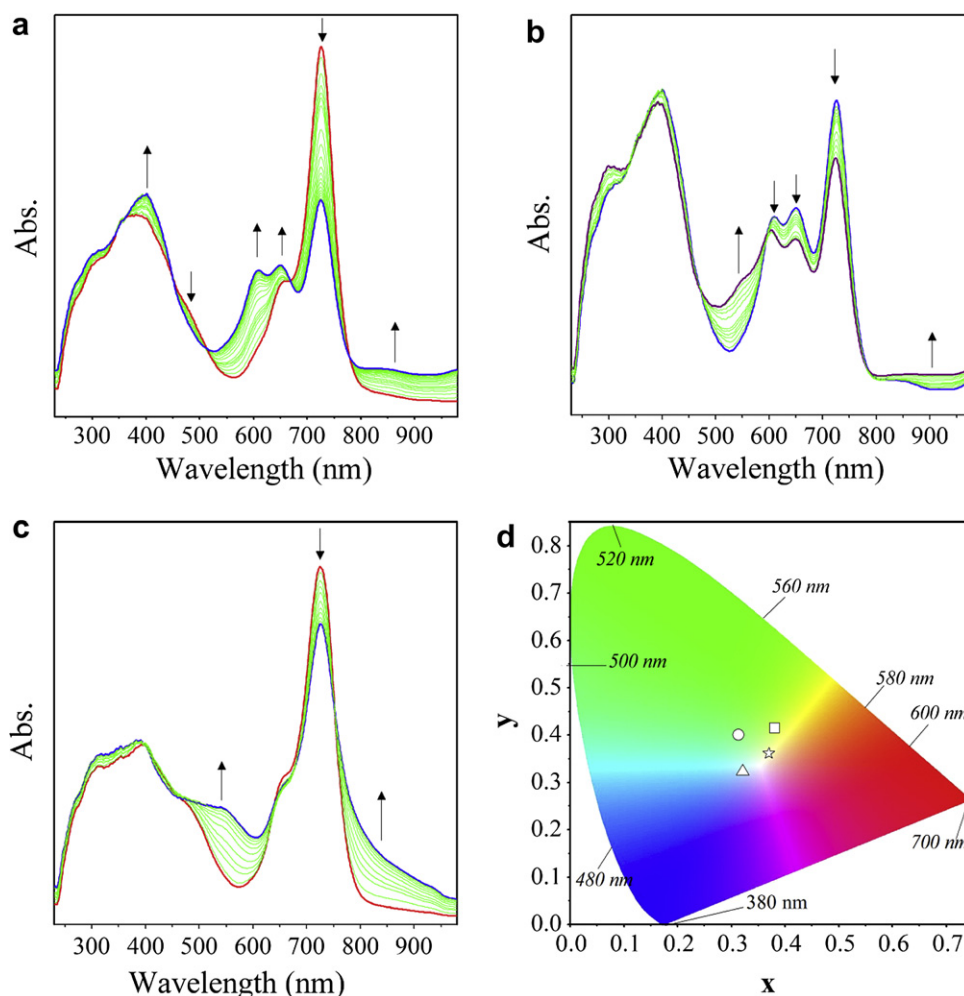 a
Abs.
300 400 500 600 700 800 900
Wavelength (nm)
b
Abs.
300 400 500 600 700 800 900
Wavelength (nm)
c
Abs.
300 400 500 600 700 800 900
Wavelength (nm)
d
0.8
0.7
0.6
0.5
0.4
0.3
0.2
0.1
0.0
y
520 nm
560 nm
500 nm
580 nm
600 nm
700 nm
480 nm
380 nm
0.0 0.1 0.2 0.3 0.4 0.5 0.6 0.7
x